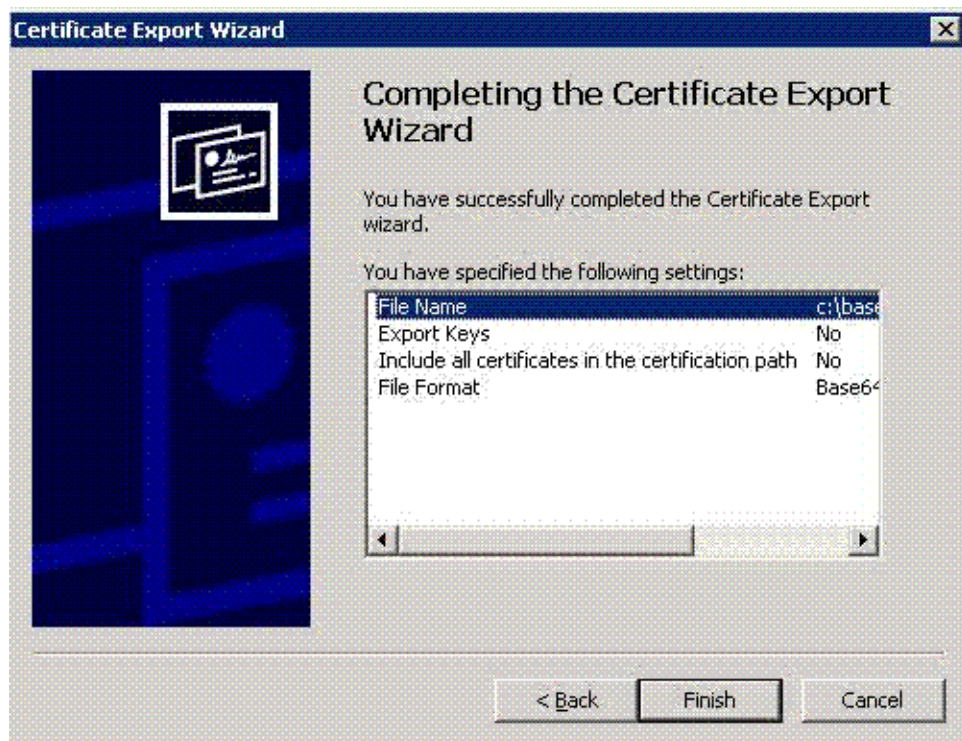 Certificate Export Wizard
Completing the Certificate Export
Wizard
You have successfully completed the Certificate Export
wizard.
You have specified the following settings:
File Name c:\base
Export Keys No
Include all certificates in the certification path No
File Format Base64
< Back Finish Cancel